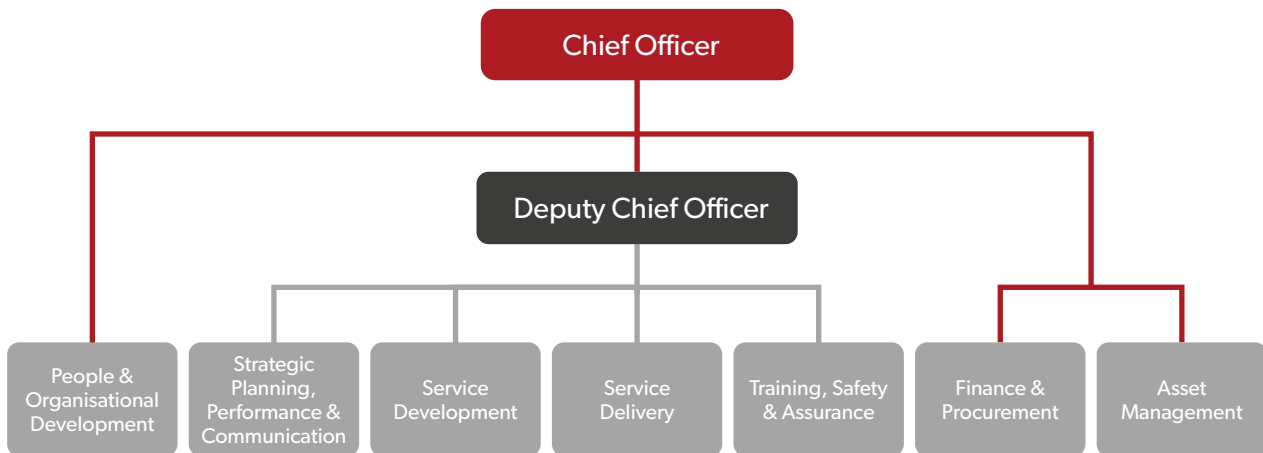 Chief Officer
Deputy Chief Officer
People &
Organisational
Development
Strategic
Planning,
Performance &
Communication
Service
Development
Service
Delivery
Training, Safety
& Assurance
Finance &
Procurement
Asset
Management